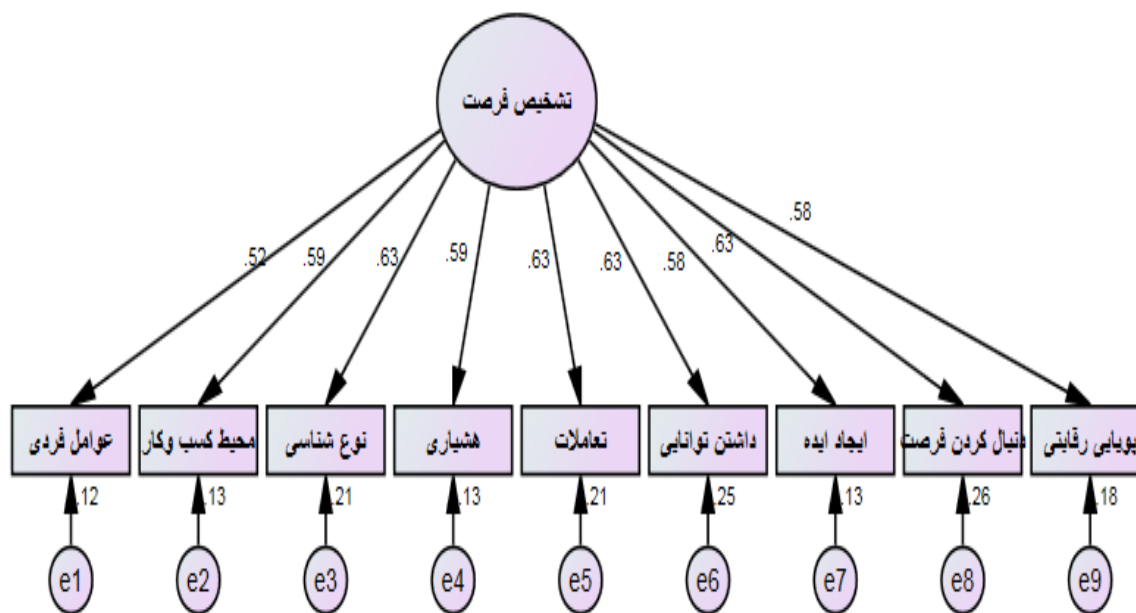 تشخیص فرصت
.52
.59
.63
.59
.63
.63
.58
.63
.58
عوامل فردی
محیط کسب وکار
نوع شناسی
هشیاری
تعاملات
داشتن توانایی
ایجاد ایده
دنبال کردن فرصت
پویایی رقابتی
.12
.13
.21
.13
.21
.25
.13
.26
.18
e1
e2
e3
e4
e5
e6
e7
e8
e9